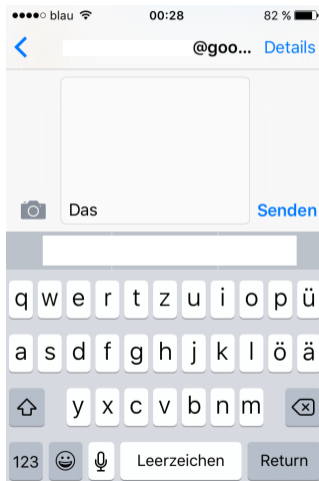 blau 00:28 82 %
@goo... Details
Das
Senden
q w e r t z u i o p ü
a s d f g h j k l ö ä
y x c v b n m
123 Leerzeichen Return